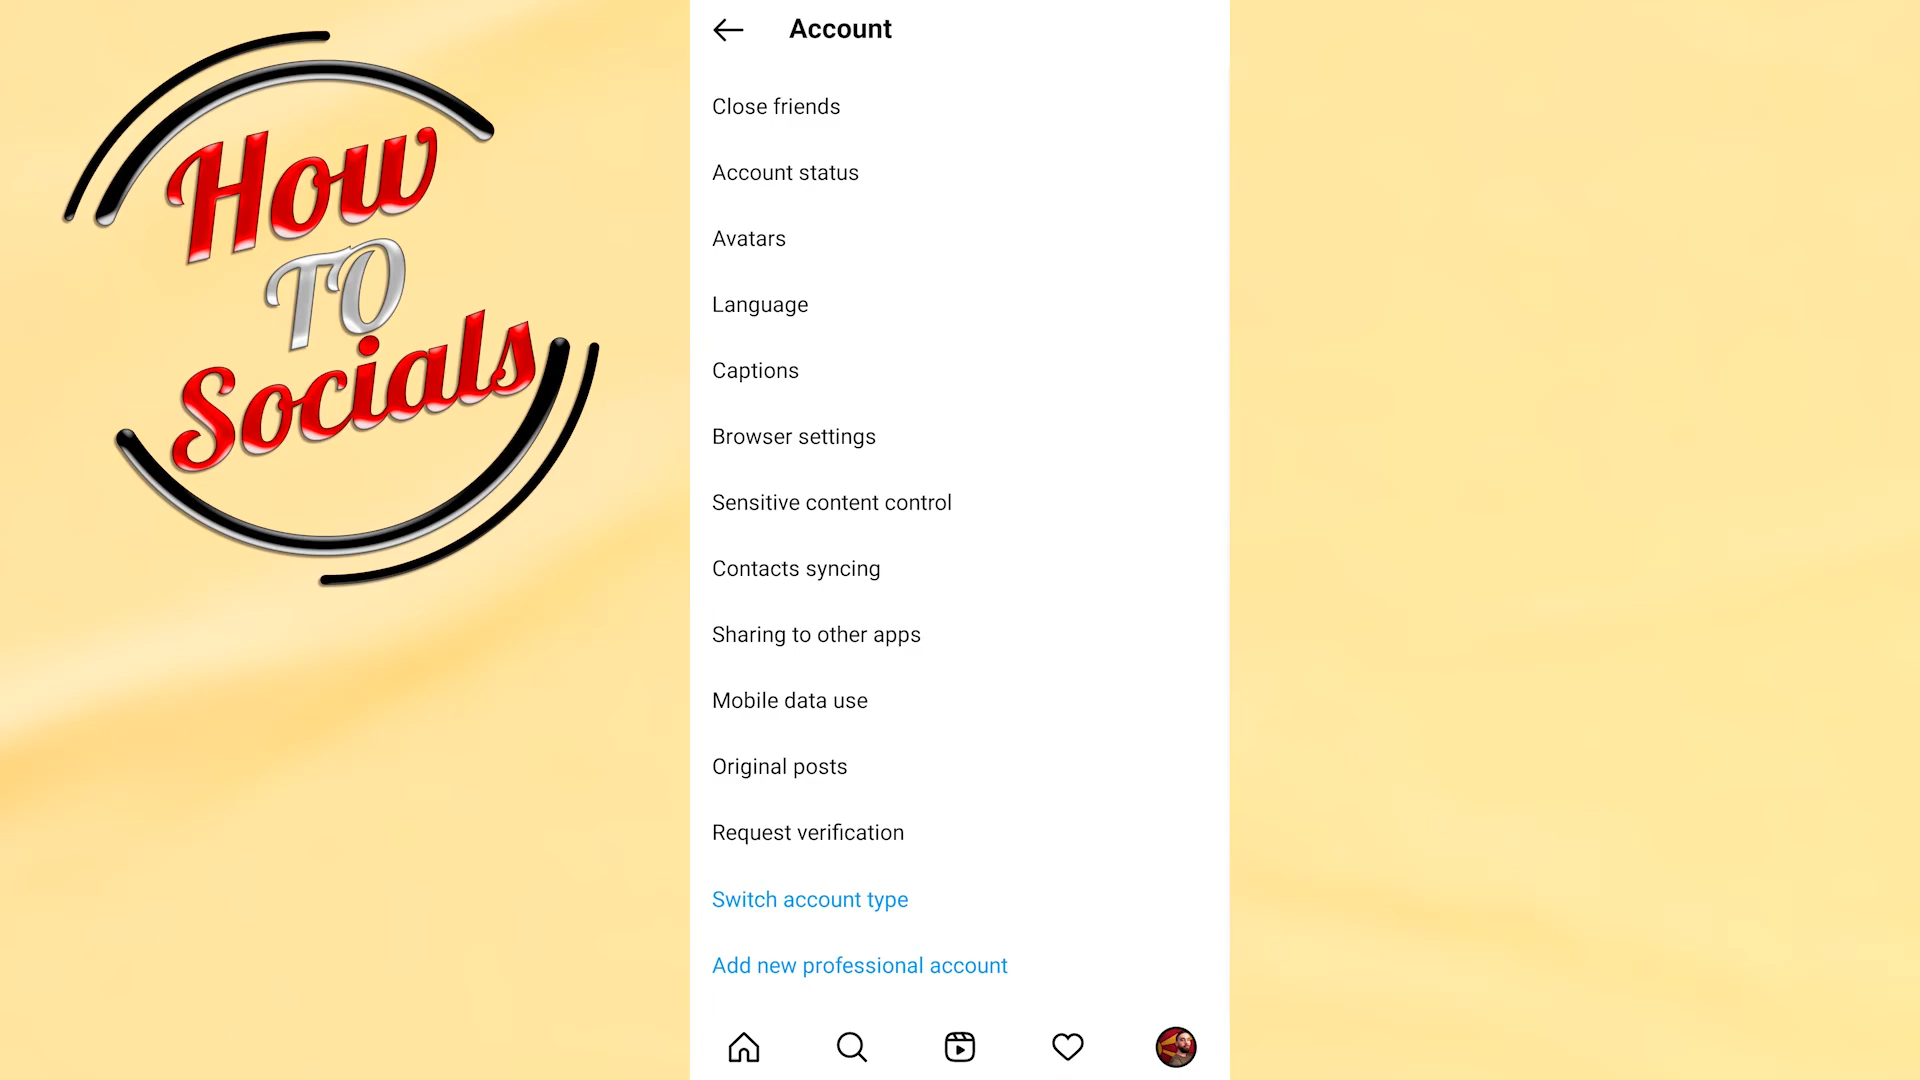 How
TO
Socials
Account
Close friends
Account status
Avatars
Language
Captions
Browser settings
Sensitive content control
Contacts syncing
Sharing to other apps
Mobile data use
Original posts
Request verification
Switch account type
Add new professional account